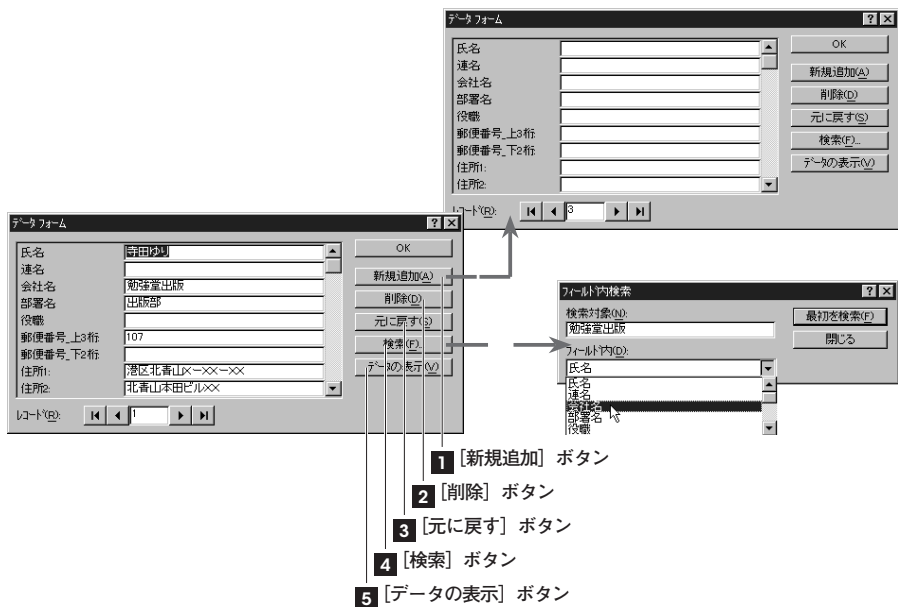 データ フォーム
氏名
連名
会社名
部署名
役職
郵便番号_上3桁:
郵便番号_下2桁:
住所1:
住所2:
レコード(R):
3
OK
新規追加(A)
削除(D)
元に戻す(S)
検索(F)...
データの表示(V)
データ フォーム
氏名 寺田ゆり
連名
会社名 勉強堂出版
部署名 出版部
役職
郵便番号_上3桁: 107
郵便番号_下2桁:
住所1: 港区北青山×-××-××
住所2: 北青山本田ビル××
レコード(R):
1
OK
新規追加(A)
削除(D)
元に戻す(S)
検索(F)...
データの表示(V)
フィールド内検索
検索対象(N):
勉強堂出版
フィールド内(D):
氏名
氏名
連名
会社名
部署名
役職
最初を検索(F)
閉じる
1 [新規追加] ボタン
2 [削除] ボタン
3 [元に戻す] ボタン
4 [検索] ボタン
5 [データの表示] ボタン